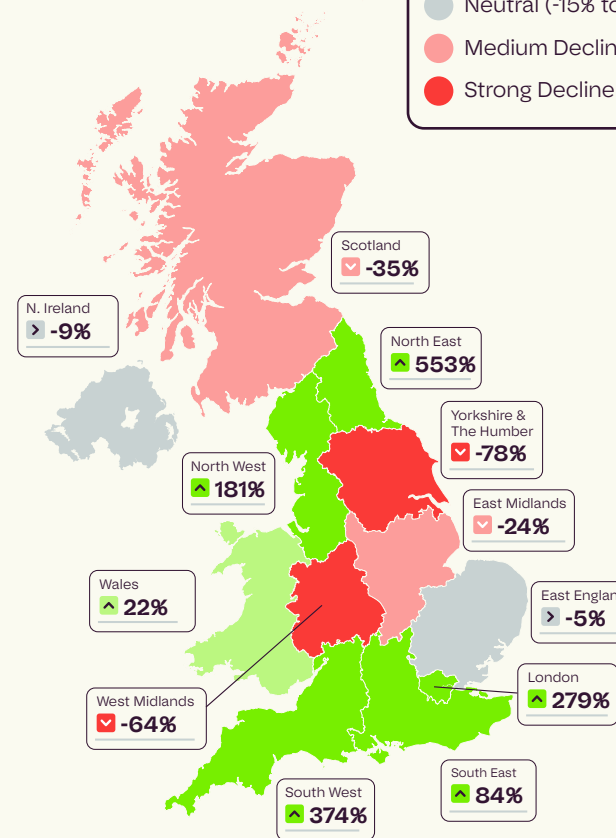 Neutral (-15% to
Medium Declin
Strong Decline
Scotland
-35%
N. Ireland
-9%
North East
553%
Yorkshire &
The Humber
-78%
North West
181%
East Midlands
-24%
Wales
22%
East Englan
-5%
London
279%
West Midlands
-64%
South East
84%
South West
374%